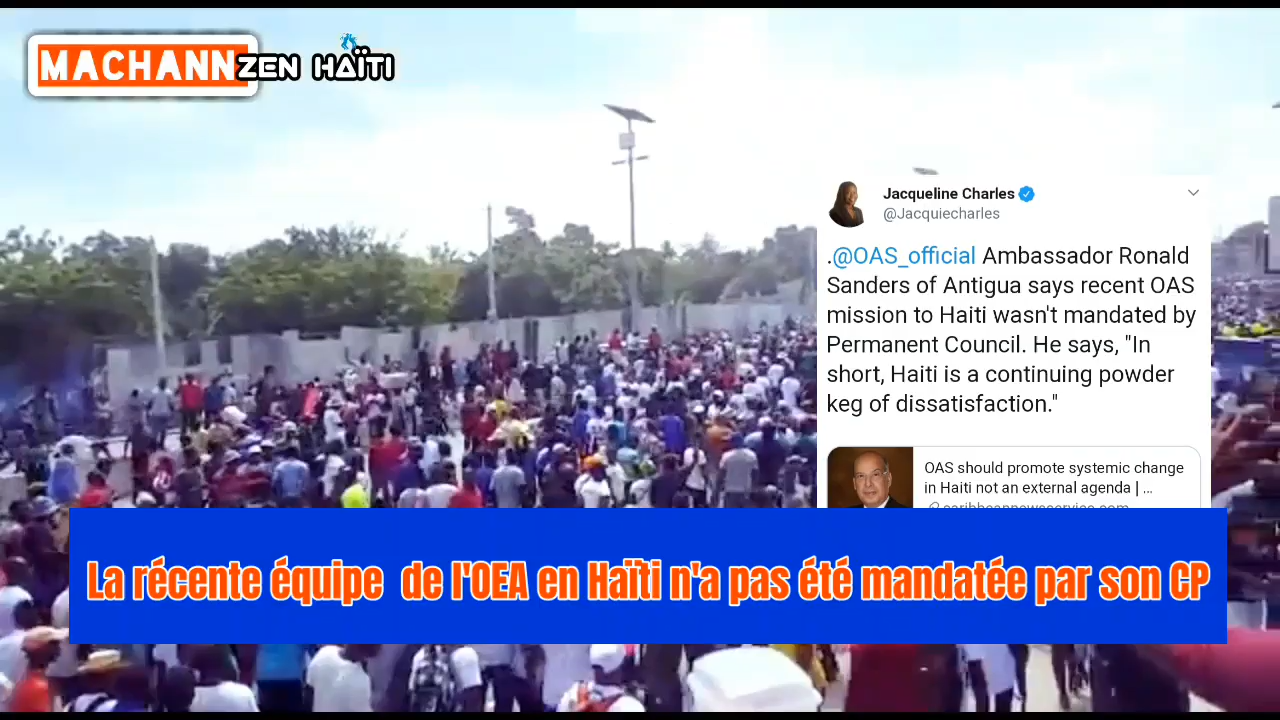 MACHANN ZEN HAÏTI
Jacqueline Charles
@Jacquiecharles
.@OAS_official Ambassador Ronald
Sanders of Antigua says recent OAS
mission to Haiti wasn't mandated by
Permanent Council. He says, "In
short, Haiti is a continuing powder
keg of dissatisfaction."
OAS should promote systemic change
in Haiti not an external agenda | ...
caribbeannewsservice.com
La récente équipe de l'OEA en Haïti n'a pas été mandatée par son CP